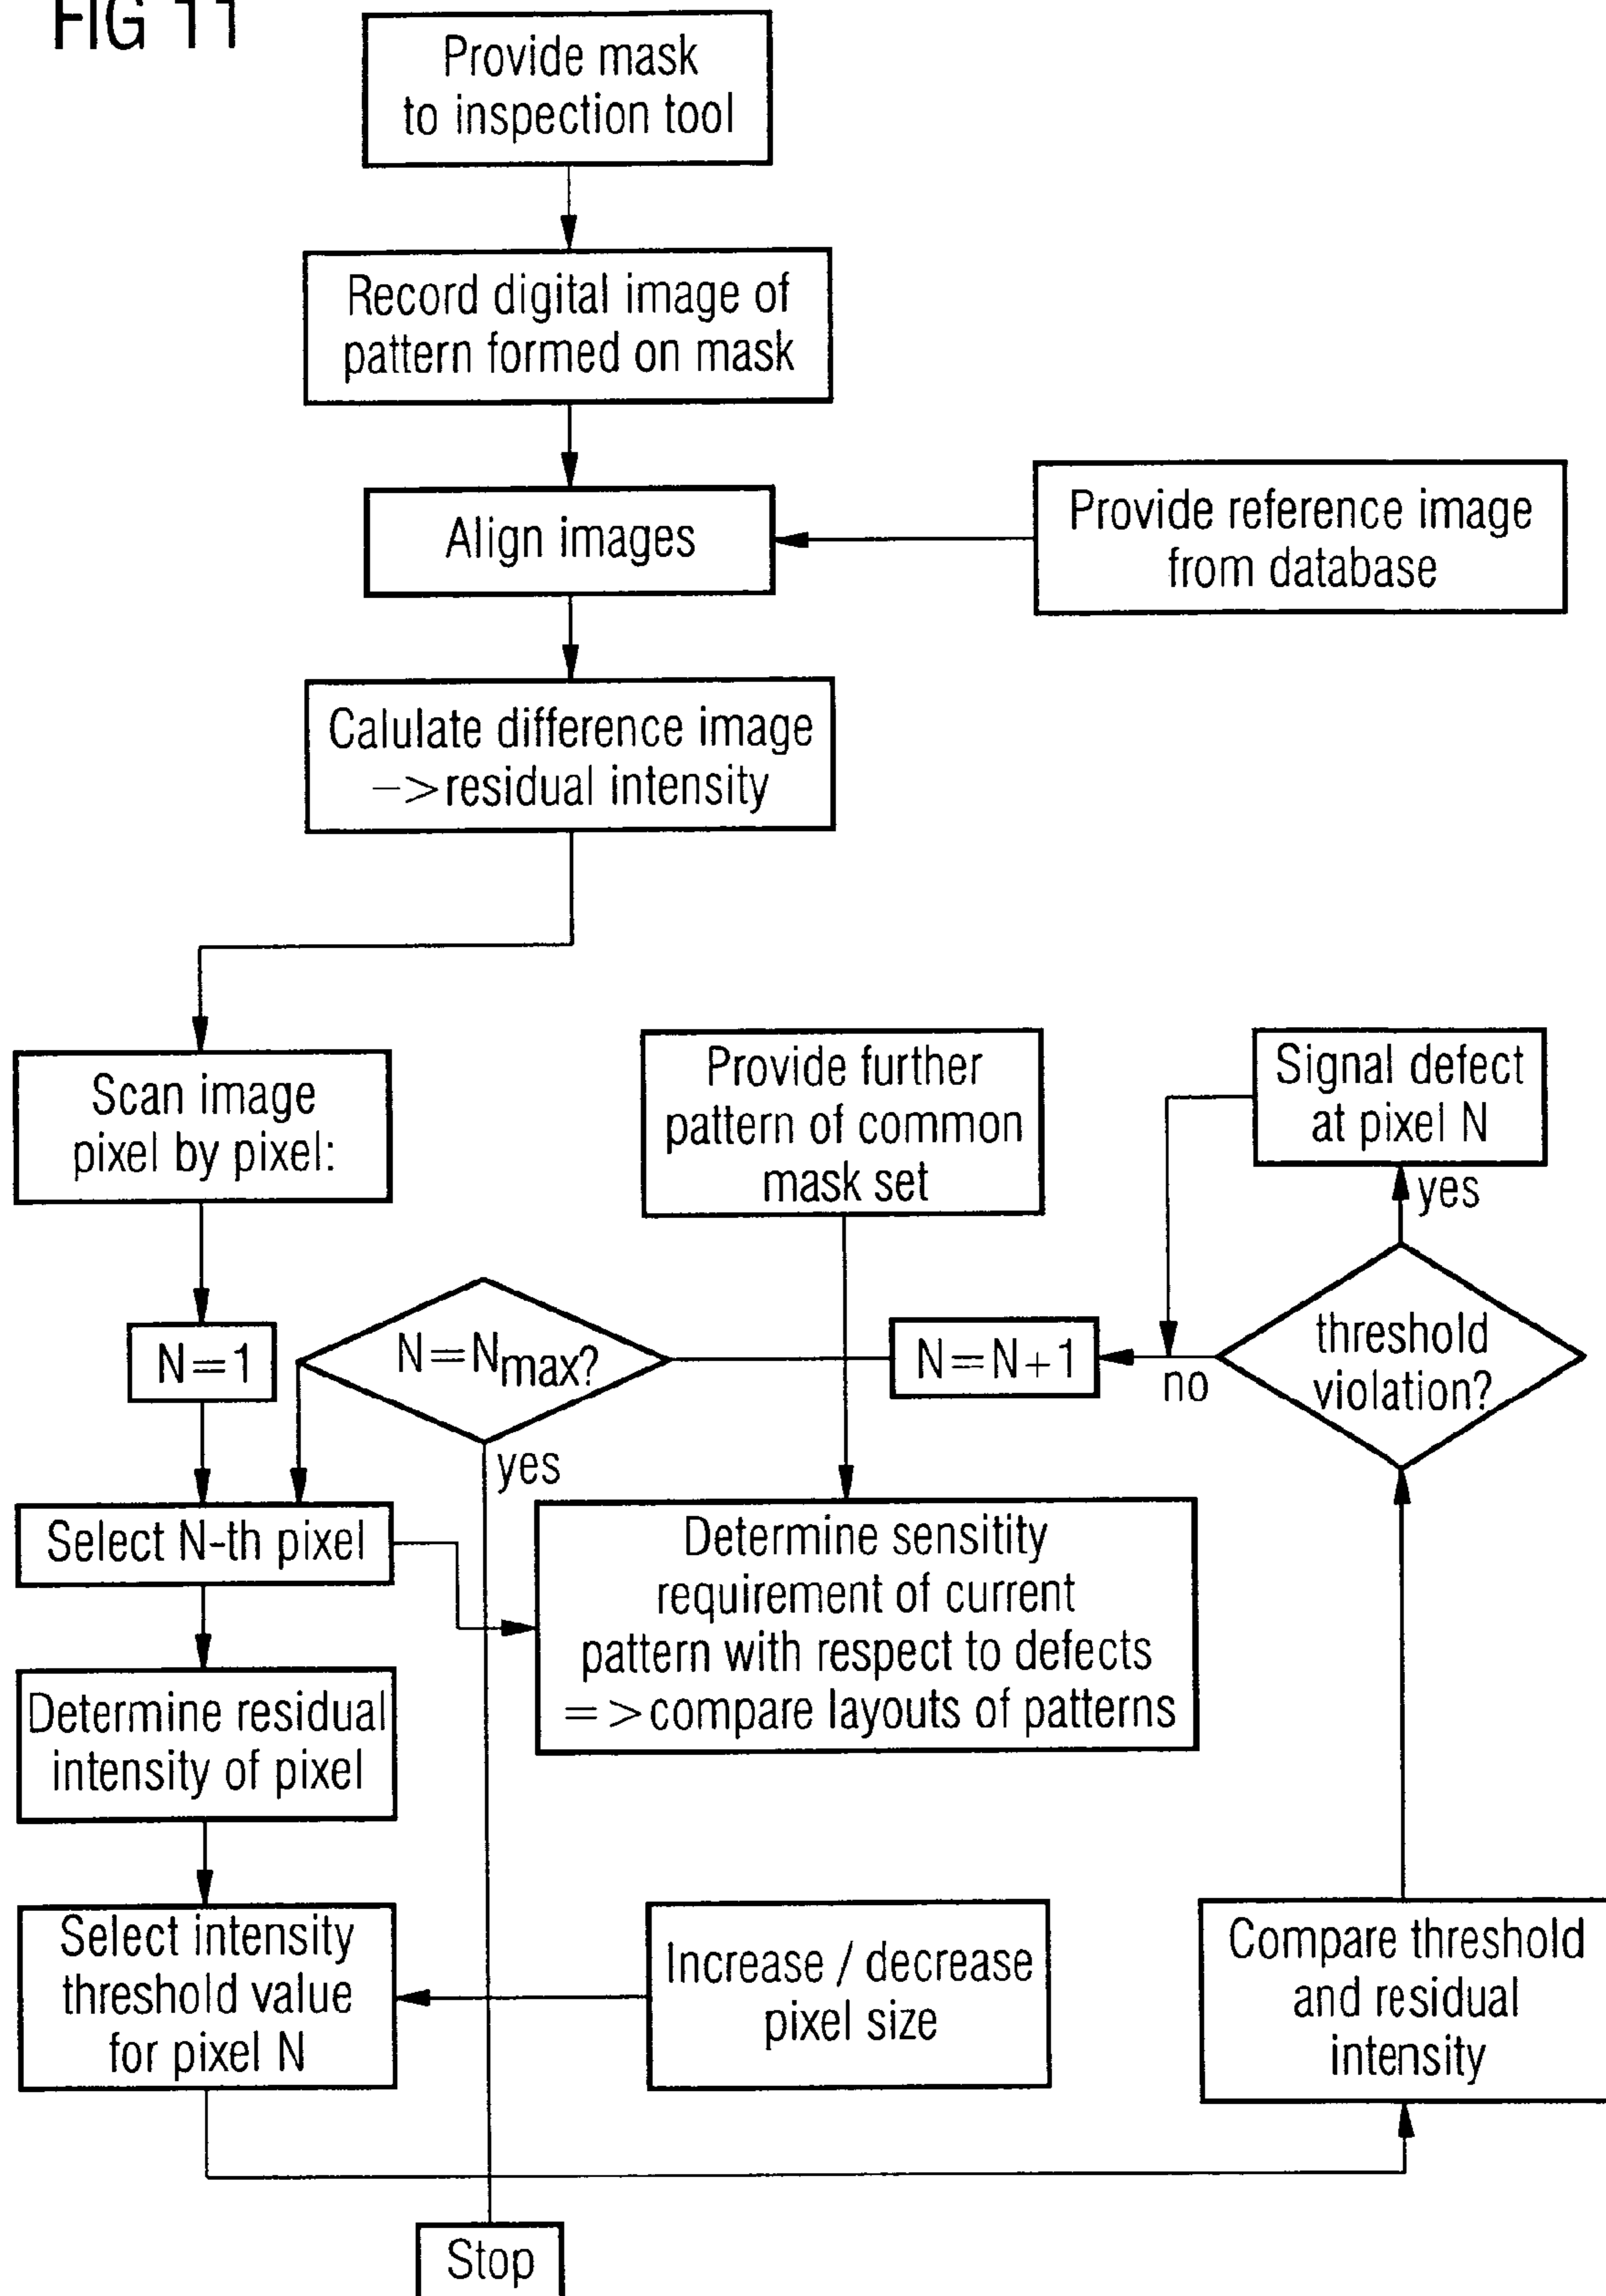 FIG 11
Provide mask
to inspection tool
Record digital image of
pattern formed on mask
Align images
Provide reference image
from database
Calulate difference image
–>residual intensity
Scan image
pixel by pixel:
Provide further
pattern of common
mask set
Signal defect
at pixel N
yes
N=1
N=Nmax?
N=N+1
no
threshold
violation?
yes
Select N-th pixel
Determine sensitity
requirement of current
pattern with respect to defects
=>compare layouts of patterns
Determine residual
intensity of pixel
Select intensity
threshold value
for pixel N
Increase / decrease
pixel size
Compare threshold
and residual
intensity
Stop